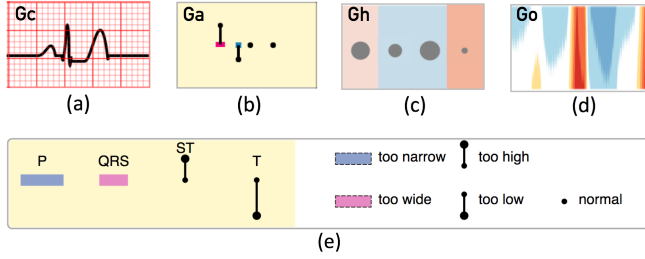 Gc
Ga
Gh
Go
(a)
(b)
(c)
(d)
P
QRS
ST
T
too narrow
too high
too wide
too low
normal
(e)